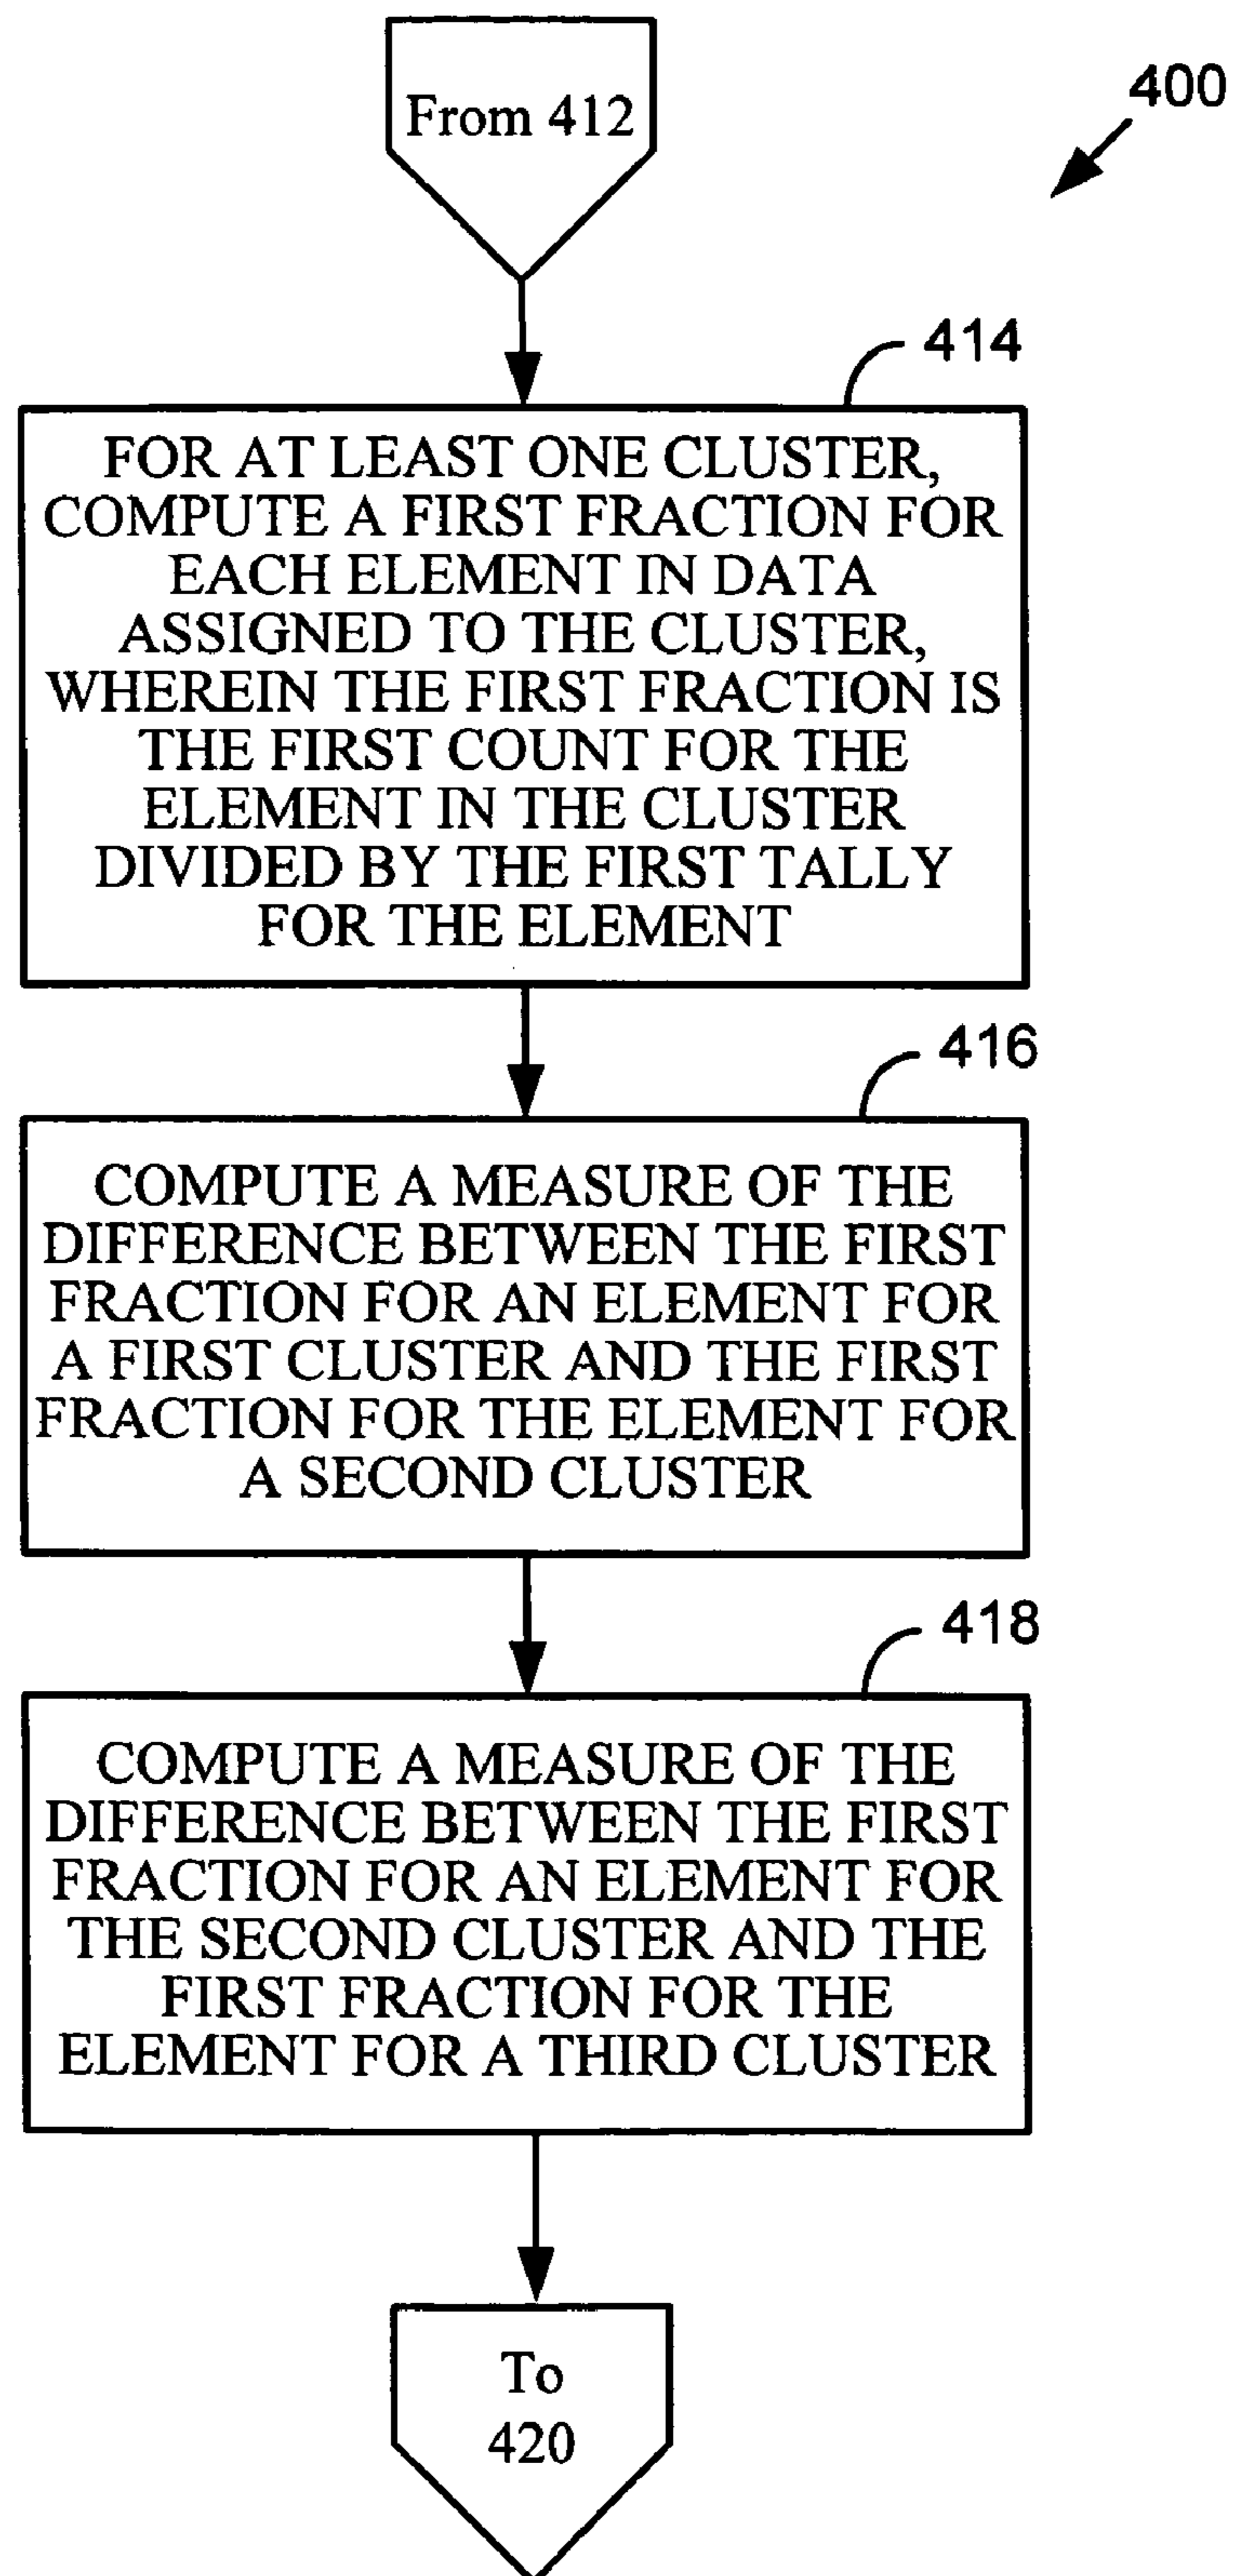 From 412
400
414
FOR AT LEAST ONE CLUSTER,
COMPUTE A FIRST FRACTION FOR
EACH ELEMENT IN DATA
ASSIGNED TO THE CLUSTER,
WHEREIN THE FIRST FRACTION IS
THE FIRST COUNT FOR THE
ELEMENT IN THE CLUSTER
DIVIDED BY THE FIRST TALLY
FOR THE ELEMENT
416
COMPUTE A MEASURE OF THE
DIFFERENCE BETWEEN THE FIRST
FRACTION FOR AN ELEMENT FOR
A FIRST CLUSTER AND THE FIRST
FRACTION FOR THE ELEMENT FOR
A SECOND CLUSTER
418
COMPUTE A MEASURE OF THE
DIFFERENCE BETWEEN THE FIRST
FRACTION FOR AN ELEMENT FOR
THE SECOND CLUSTER AND THE
FIRST FRACTION FOR THE
ELEMENT FOR A THIRD CLUSTER
To
420